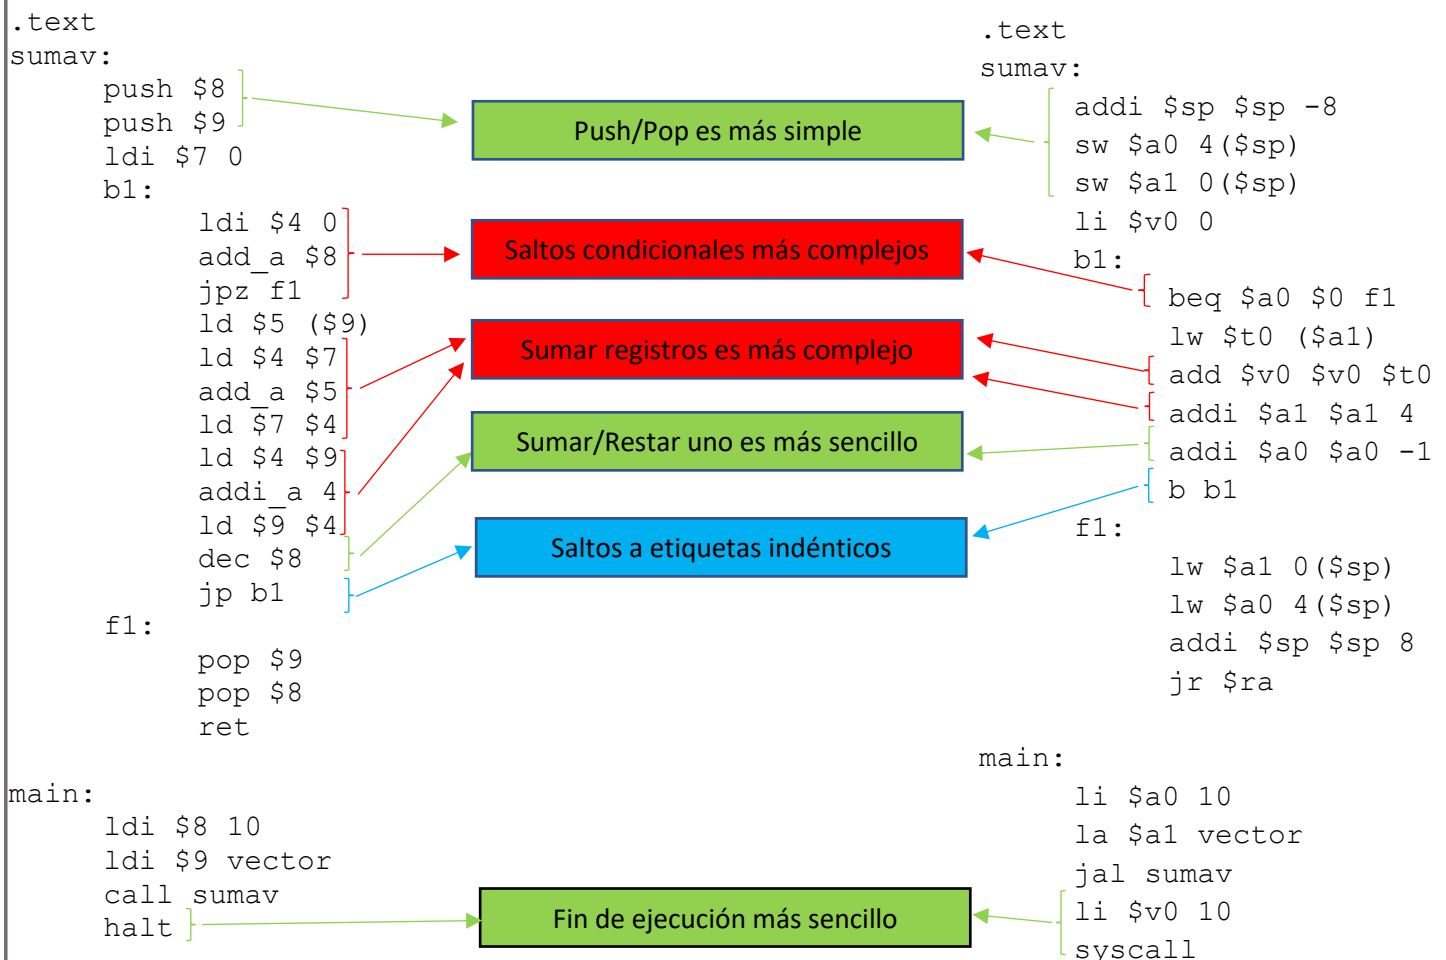 .text
sumav:
push $8
push $9
ldi $7 0
b1:
ldi $4 0
add_a $8
jpz f1
ld $5 ($9)
ld $4 $7
add_a $5
ld $7 $4
ld $4 $9
addi_a 4
ld $9 $4
dec $8
jp b1
f1:
pop $9
pop $8
ret
main:
ldi $8 10
ldi $9 vector
call sumav
halt
Push/Pop es más simple
Saltos condicionales más complejos
Sumar registros es más complejo
Sumar/Restar uno es más sencillo
Saltos a etiquetas indénticos
Fin de ejecución más sencillo
.text
sumav:
addi $sp $sp -8
sw $a0 4($sp)
sw $a1 0($sp)
li $v0 0
b1:
beq $a0 $0 f1
lw $t0 ($a1)
add $v0 $v0 $t0
addi $a1 $a1 4
addi $a0 $a0 -1
b b1
f1:
lw $a1 0($sp)
lw $a0 4($sp)
addi $sp $sp 8
jr $ra
main:
li $a0 10
la $a1 vector
jal sumav
li $v0 10
syscall